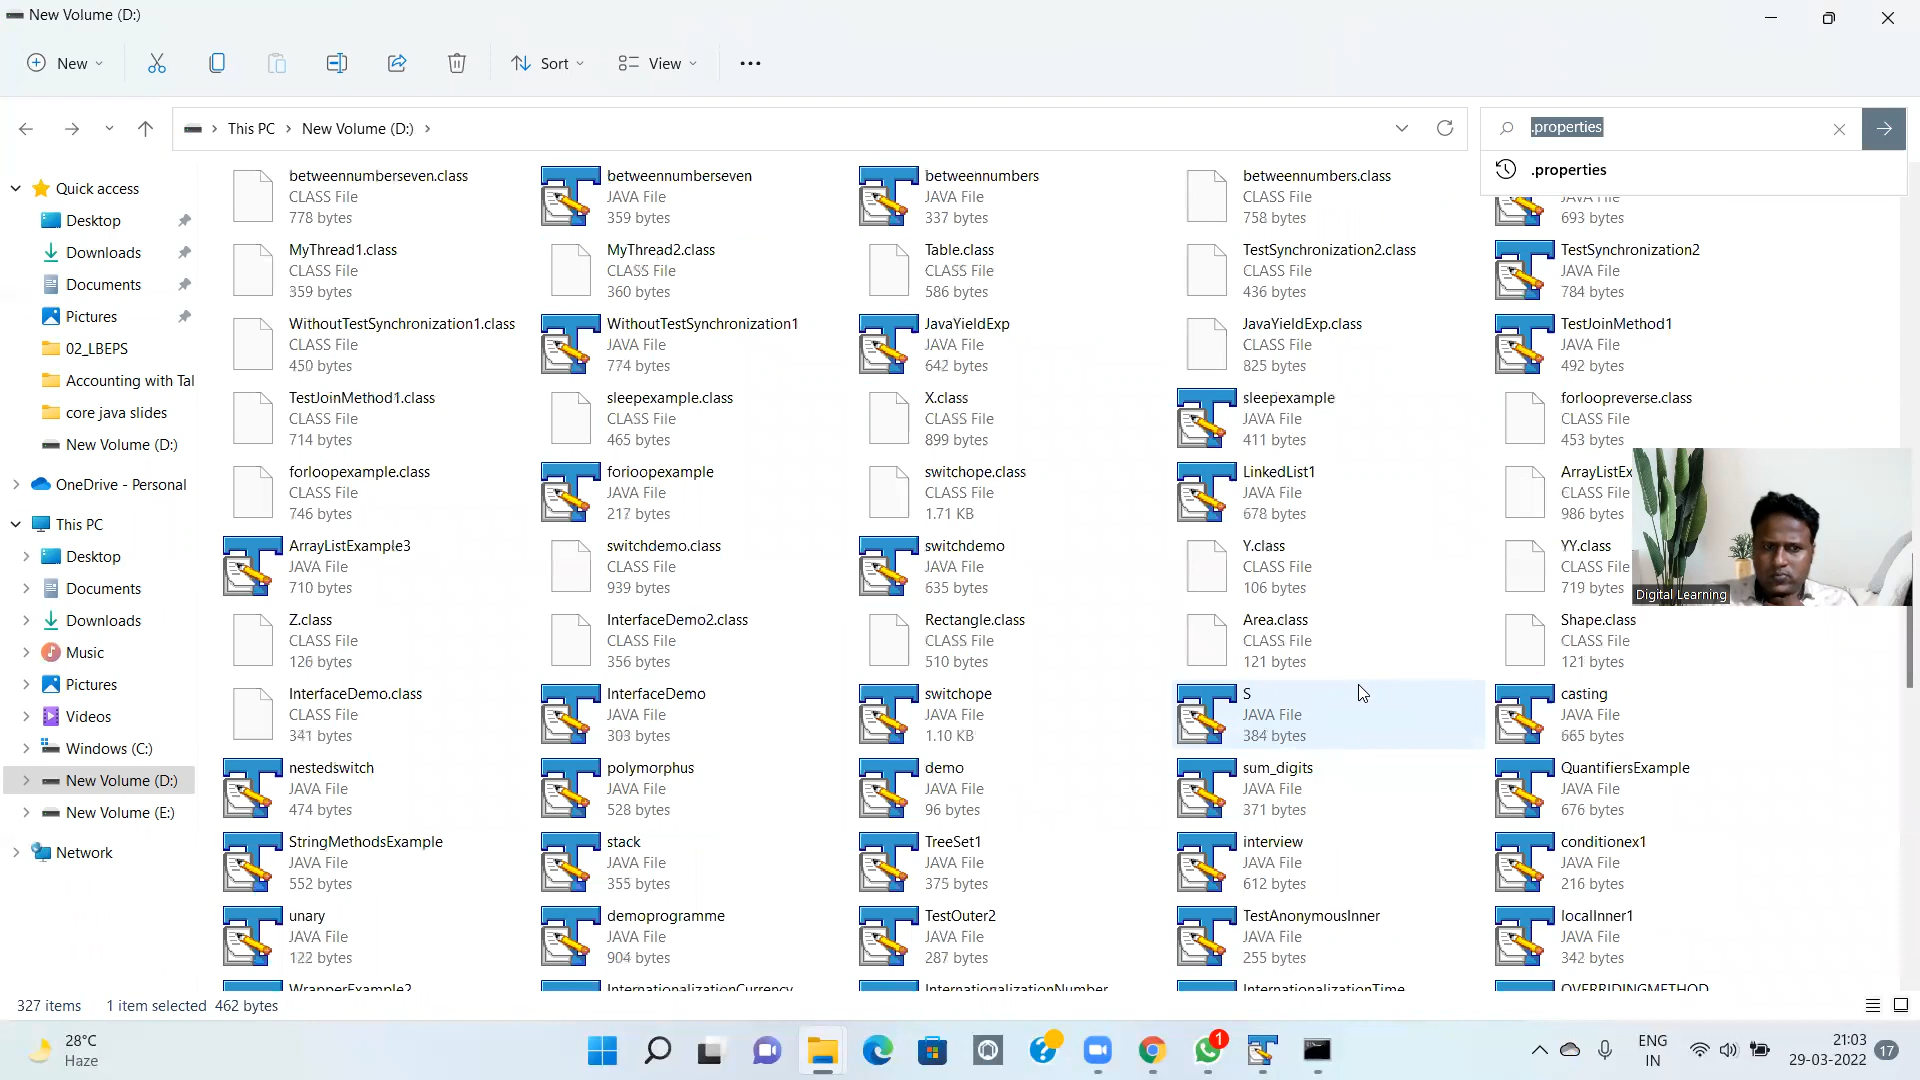 New Volume (D:)
New
Sort
View
This PC
New Volume (D:)
.properties
.properties
Quick access
Desktop
Downloads
Documents
Pictures
02_LBEPS
Accounting with Tal
core java slides
New Volume (D:)
OneDrive - Personal
This PC
Desktop
Documents
Downloads
Music
Pictures
Videos
Windows (C:)
New Volume (D:)
New Volume (E:)
Network
betweennumberseven.class
CLASS File
778 bytes
betweennumberseven
JAVA File
359 bytes
betweennumbers
JAVA File
337 bytes
betweennumbers.class
CLASS File
758 bytes
JAVA File
693 bytes
MyThread1.class
CLASS File
359 bytes
MyThread2.class
CLASS File
360 bytes
Table.class
CLASS File
586 bytes
TestSynchronization2.class
CLASS File
436 bytes
TestSynchronization2
JAVA File
784 bytes
WithoutTestSynchronization1.class
CLASS File
450 bytes
WithoutTestSynchronization1
JAVA File
774 bytes
JavaYieldExp
JAVA File
642 bytes
JavaYieldExp.class
CLASS File
825 bytes
TestJoinMethod1
JAVA File
492 bytes
TestJoinMethod1.class
CLASS File
714 bytes
sleepexample.class
CLASS File
465 bytes
X.class
CLASS File
899 bytes
sleepexample
JAVA File
411 bytes
forloopreverse.class
CLASS File
453 bytes
forloopexample.class
CLASS File
746 bytes
forioopexample
JAVA File
217 bytes
switchope.class
CLASS File
1.71 KB
LinkedList1
JAVA File
678 bytes
ArrayListEx
CLASS File
986 bytes
ArrayListExample3
JAVA File
710 bytes
switchdemo.class
CLASS File
939 bytes
switchdemo
JAVA File
635 bytes
Y.class
CLASS File
106 bytes
YY.class
CLASS File
719 bytes
Digital Learning
Z.class
CLASS File
126 bytes
InterfaceDemo2.class
CLASS File
356 bytes
Rectangle.class
CLASS File
510 bytes
Area.class
CLASS File
121 bytes
Shape.class
CLASS File
121 bytes
InterfaceDemo.class
CLASS File
341 bytes
InterfaceDemo
JAVA File
303 bytes
switchope
JAVA File
1.10 KB
S
JAVA File
384 bytes
casting
JAVA File
665 bytes
nestedswitch
JAVA File
474 bytes
polymorphus
JAVA File
528 bytes
demo
JAVA File
96 bytes
sum_digits
JAVA File
371 bytes
QuantifiersExample
JAVA File
676 bytes
StringMethodsExample
JAVA File
552 bytes
stack
JAVA File
355 bytes
TreeSet1
JAVA File
375 bytes
interview
JAVA File
612 bytes
conditionex1
JAVA File
216 bytes
unary
JAVA File
122 bytes
demoprogramme
JAVA File
904 bytes
TestOuter2
JAVA File
287 bytes
TestAnonymousInner
JAVA File
255 bytes
localInner1
JAVA File
342 bytes
WrapperExample2
InternationalizationCurrency
InternationalizationNumber
InternationalizationTime
OVERRIDINGMETHOD
327 items 1 item selected 462 bytes
28°C
Haze
1
ENG
IN
21:03
29-03-2022
17